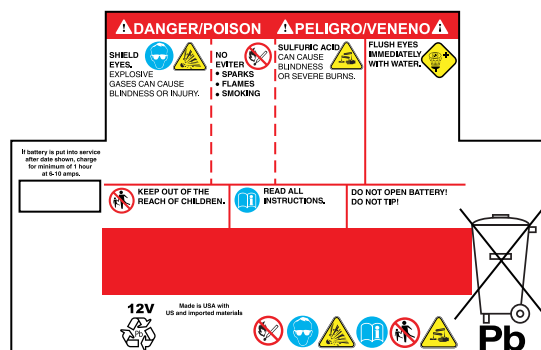 DANGER/POISON
PELIGRO/VENENO
SHIELD
EYES.
EXPLOSIVE
GASES CAN CAUSE
BLINDNESS OR INJURY.
NO
EVITER
• SPARKS
• FLAMES
• SMOKING
SULFURIC ACID
CAN CAUSE
BLINDNESS
OR SEVERE BURNS.
FLUSH EYES
IMMEDIATELY
WITH WATER.
If battery is put into service
after date shown, charge
for minimum of 1 hour
at 6-10 amps.
KEEP OUT OF THE
REACH OF CHILDREN.
READ ALL
INSTRUCTIONS.
DO NOT OPEN BATTERY!
DO NOT TIP!
12V
Pb
Made is USA with
US and imported materials
Pb